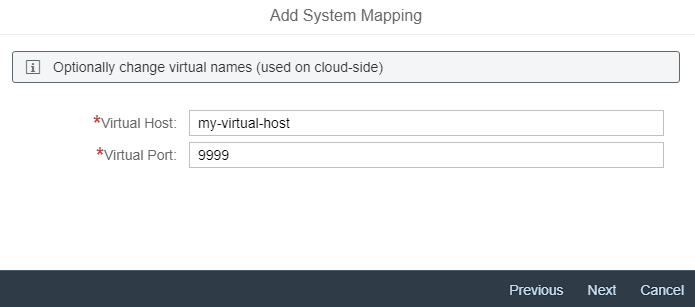 Add System Mapping
i Optionally change virtual names (used on cloud-side)
*Virtual Host: my-virtual-host
*Virtual Port: 9999
Previous Next Cancel